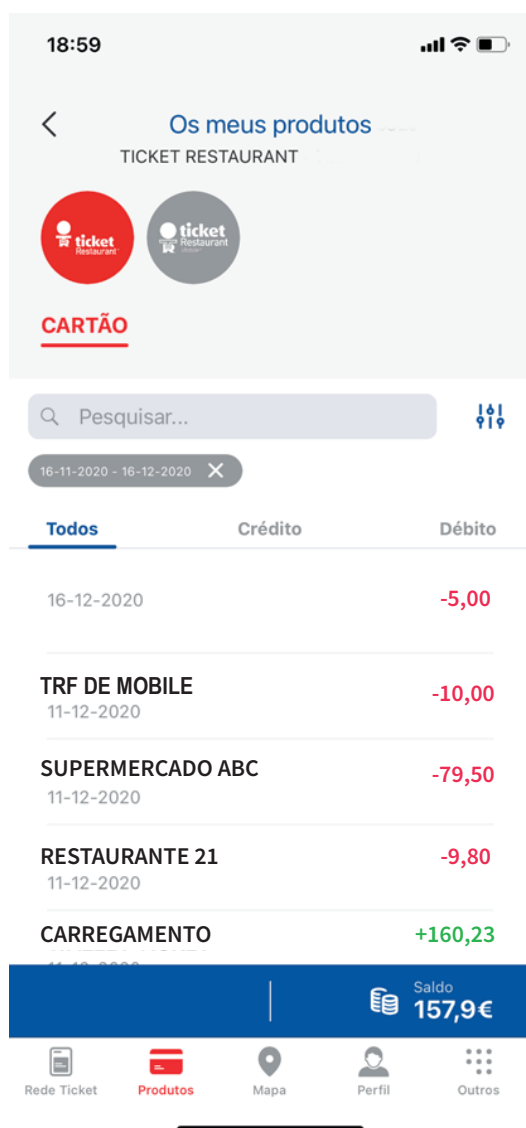 18:59
Os meus produtos
TICKET RESTAURANT
ticket
Restaurant
ticket
Restaurant
CARTÃO
Pesquisar...
16-11-2020 - 16-12-2020
Todos Crédito Débito
16-12-2020 -5,00
TRF DE MOBILE -10,00
11-12-2020
SUPERMERCADO ABC -79,50
11-12-2020
RESTAURANTE 21 -9,80
11-12-2020
CARREGAMENTO +160,23
Saldo
157,9€
Rede Ticket Produtos Mapa Perfil Outros